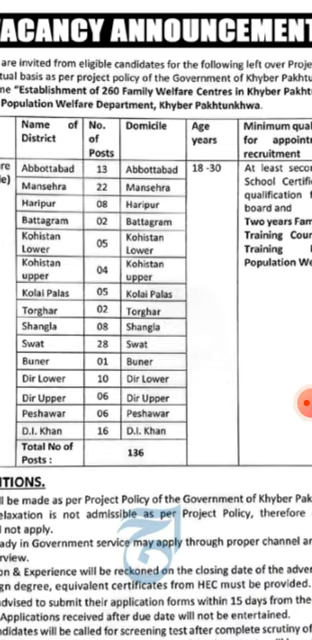 VACANCY ANNOUNCEMENT
are invited from eligible candidates for the following left over Proje
tual basis as per project policy of the Government of Khyber Pakhtu
me "Establishment of 260 Family Welfare Centres in Khyber Pakht
Population Welfare Department, Khyber Pakhtunkhwa.
Name of District No. of Posts Domicile Age years Minimum qual for appoint recruitment
re le) Abbottabad 13 Abbottabad 18-30 At least secon School Certific qualification f board and Two years Fam Training Cour Training Population We
Mansehra 22 Mansehra
Haripur 08 Haripur
Battagram 02 Battagram
Kohistan Lower 05 Kohistan Lower
Kohistan upper 04 Kohistan upper
Kolai Palas 05 Kolai Palas
Torghar 02 Torghar
Shangla 08 Shangla
Swat 28 Swat
Buner 01 Buner
Dir Lower 10 Dir Lower
Dir Upper 06 Dir Upper
Peshawar 06 Peshawar
D.I. Khan 16 D.I. Khan
Total No of Posts : 136
ITIONS.
ll be made as per Project Policy of the Government of Khyber Pak
elaxation is not admissible as per Project Policy, therefore
l not apply.
ady in Government service may apply through proper channel an
rview.
on & Experience will be reckoned on the closing date of the adver
ign degree, equivalent certificates from HEC must be provided.
dvised to submit their application forms within 15 days from the
Applications received after due date will not be entertained.
ndidates will be called for screening test after complete scrutiny of